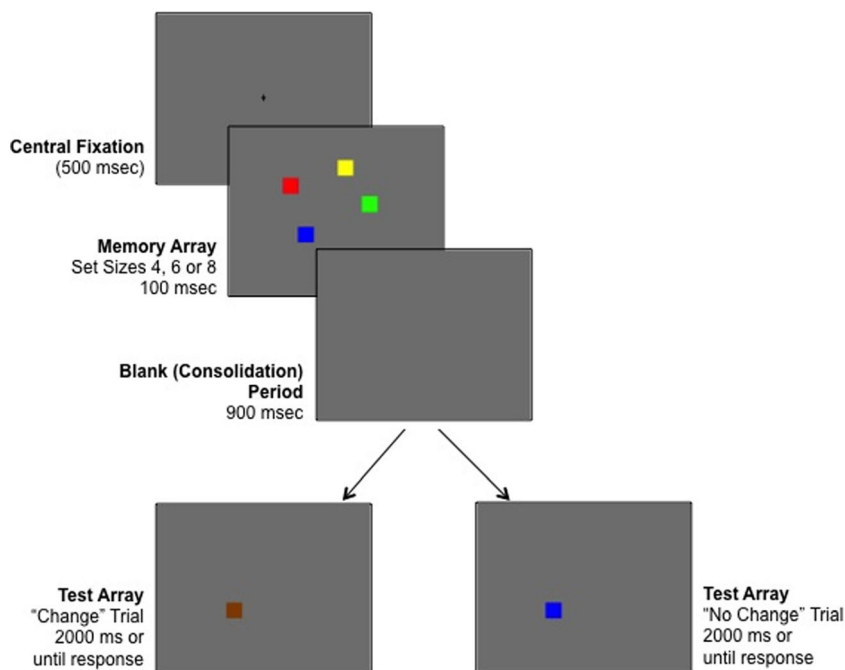 Central Fixation
(500 msec)
Memory Array
Set Sizes 4, 6 or 8
100 msec
Blank (Consolidation)
Period
900 msec
Test Array
“Change” Trial
2000 ms or
until response
Test Array
“No Change” Trial
2000 ms or
until response